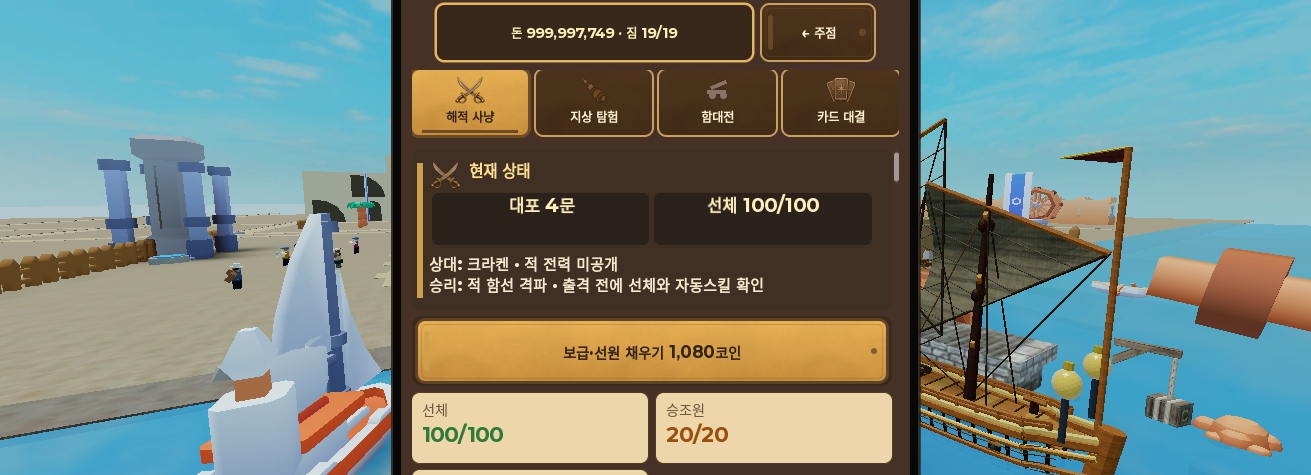 돈 999,997,749 · 짐 19/19
← 주점
해적 사냥
지상 탐험
함대전
카드 대결
현재 상태
대포 4문
선체 100/100
상대: 크라켄 • 적 전력 미공개
승리: 적 함선 격파 • 출격 전에 선체와 자동스킬 확인
보급·선원 채우기 1,080코인
선체
100/100
승조원
20/20